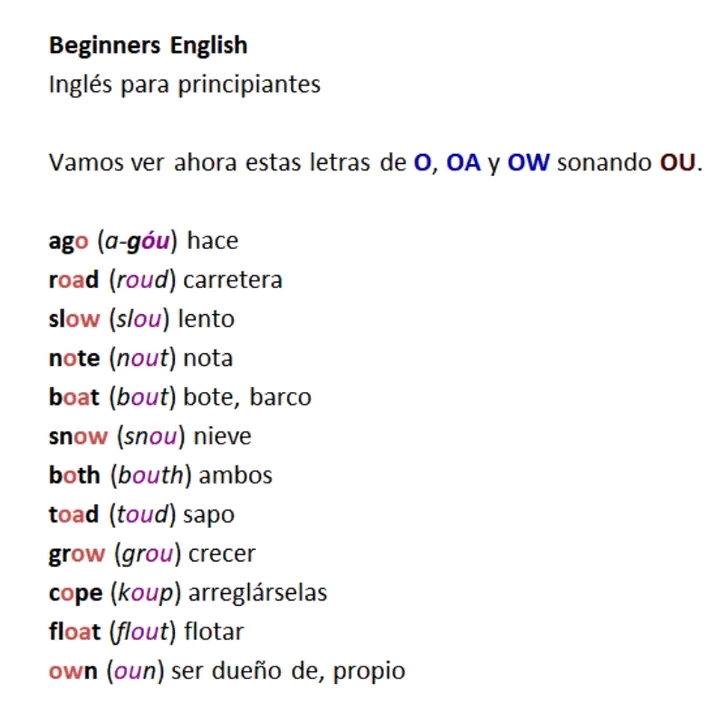 Beginners English
Inglés para principiantes
Vamos ver ahora estas letras de O, OA y OW sonando OU.
ago (a-góu) hace
road (roud) carretera
slow (slou) lento
note (nout) nota
boat (bout) bote, barco
snow (snou) nieve
both (bouth) ambos
toad (toud) sapo
grow (grou) crecer
cope (koup) arreglárselas
float (flout) flotar
own (oun) ser dueño de, propio